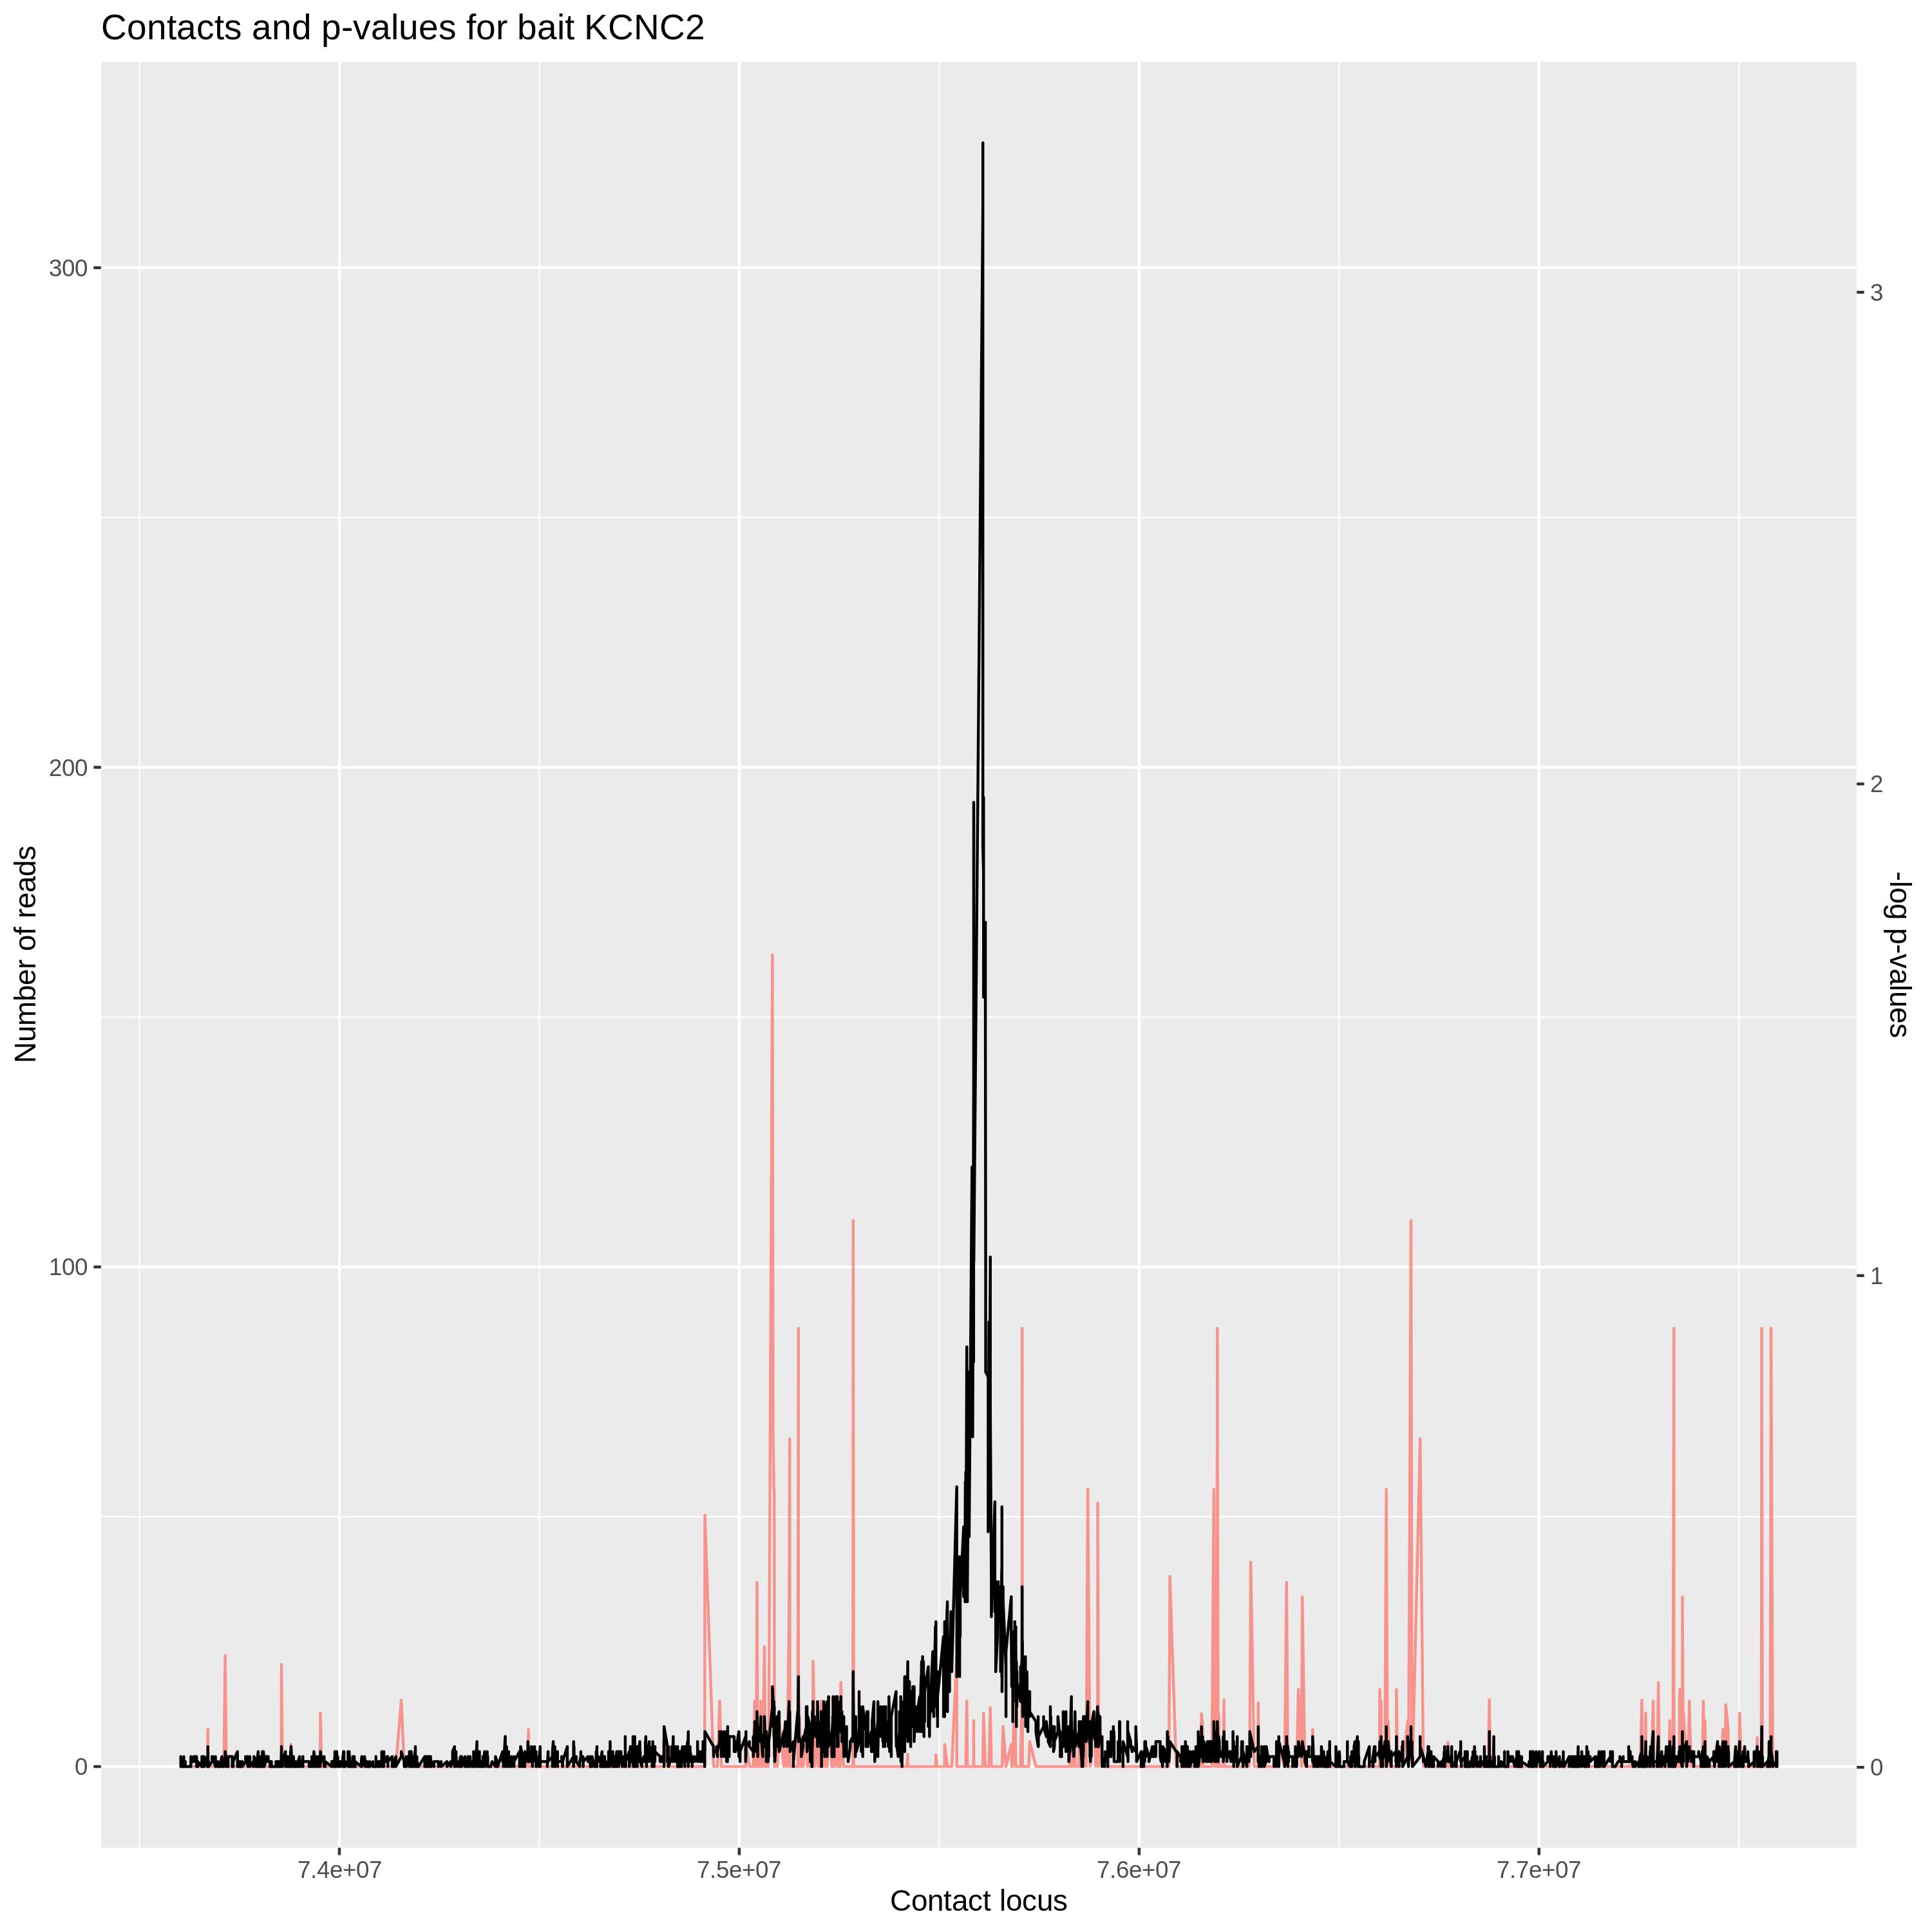 Contacts and p-values for bait KCNC2
Number of reads
300
200
100
0
3
2
1
0
-log p-values
7.4e+07 7.5e+07 7.6e+07 7.7e+07
Contact locus